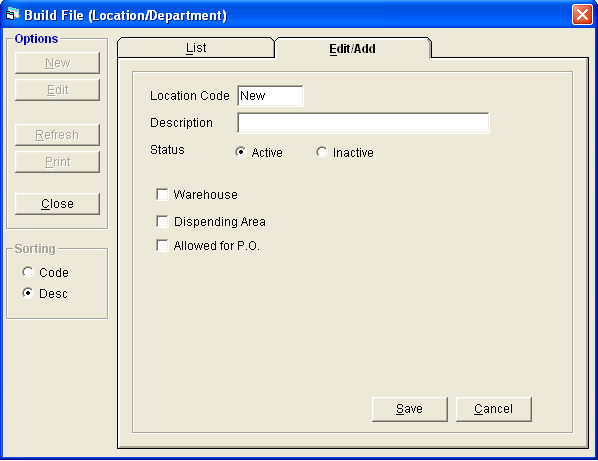 Build File (Location/Department)
Options
New
Edit
Refresh
Print
Close
Sorting
Code
Desc
List
Edit/Add
Location Code New
Description
Status Active Inactive
Warehouse
Dispending Area
Allowed for P.O.
Save Cancel